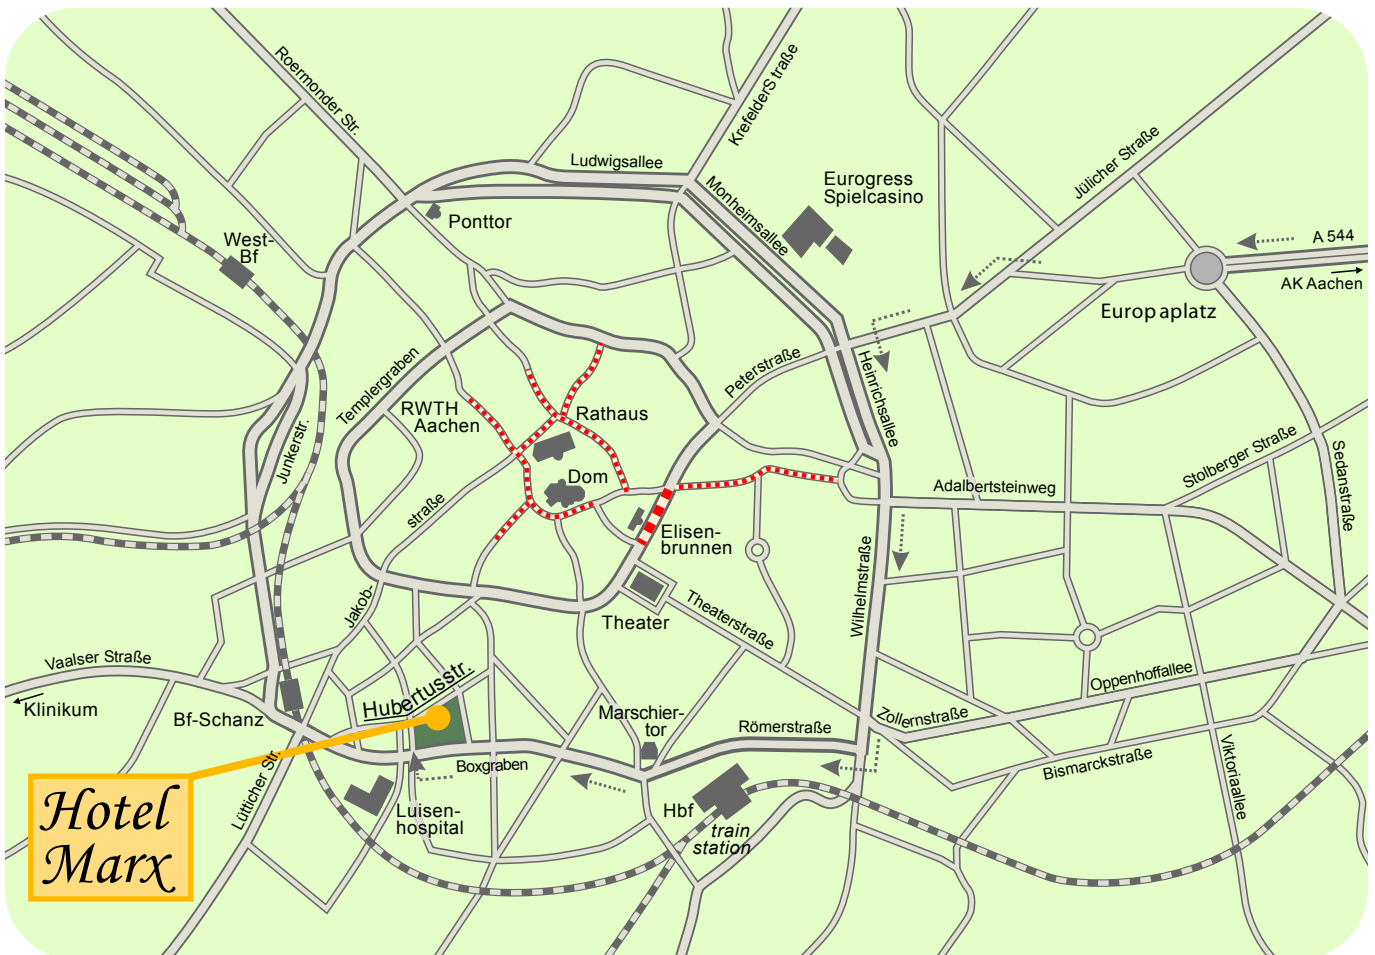 Roermonder Str.
Ludwigsallee
KrefelderS traße
Monheimsallee
Eurogress
Spielcasino
Jülicher Straße
A 544
AK Aachen
Europaplatz
Ponttor
West-
Bf
Templergraben
RWTH
Aachen
Rathaus
Dom
Peterstraße
Heinrichsallee
Junkerstr.
straße
Jakob-
Elisen-
brunnen
Adalbertsteinweg
Stolberger Straße
Sedanstraße
Theater
Theaterstraße
Wilhelmstraße
Vaalser Straße
Klinikum
Bf-Schanz
Hubertusstr.
Marschier-
tor
Römerstraße
Zollernstraße
Oppenhoffallee
Bismarckstraße
Viktoriaallee
Boxgraben
Lütticher Str.
Luisen-
hospital
Hbf
train
station
Hotel
Marx